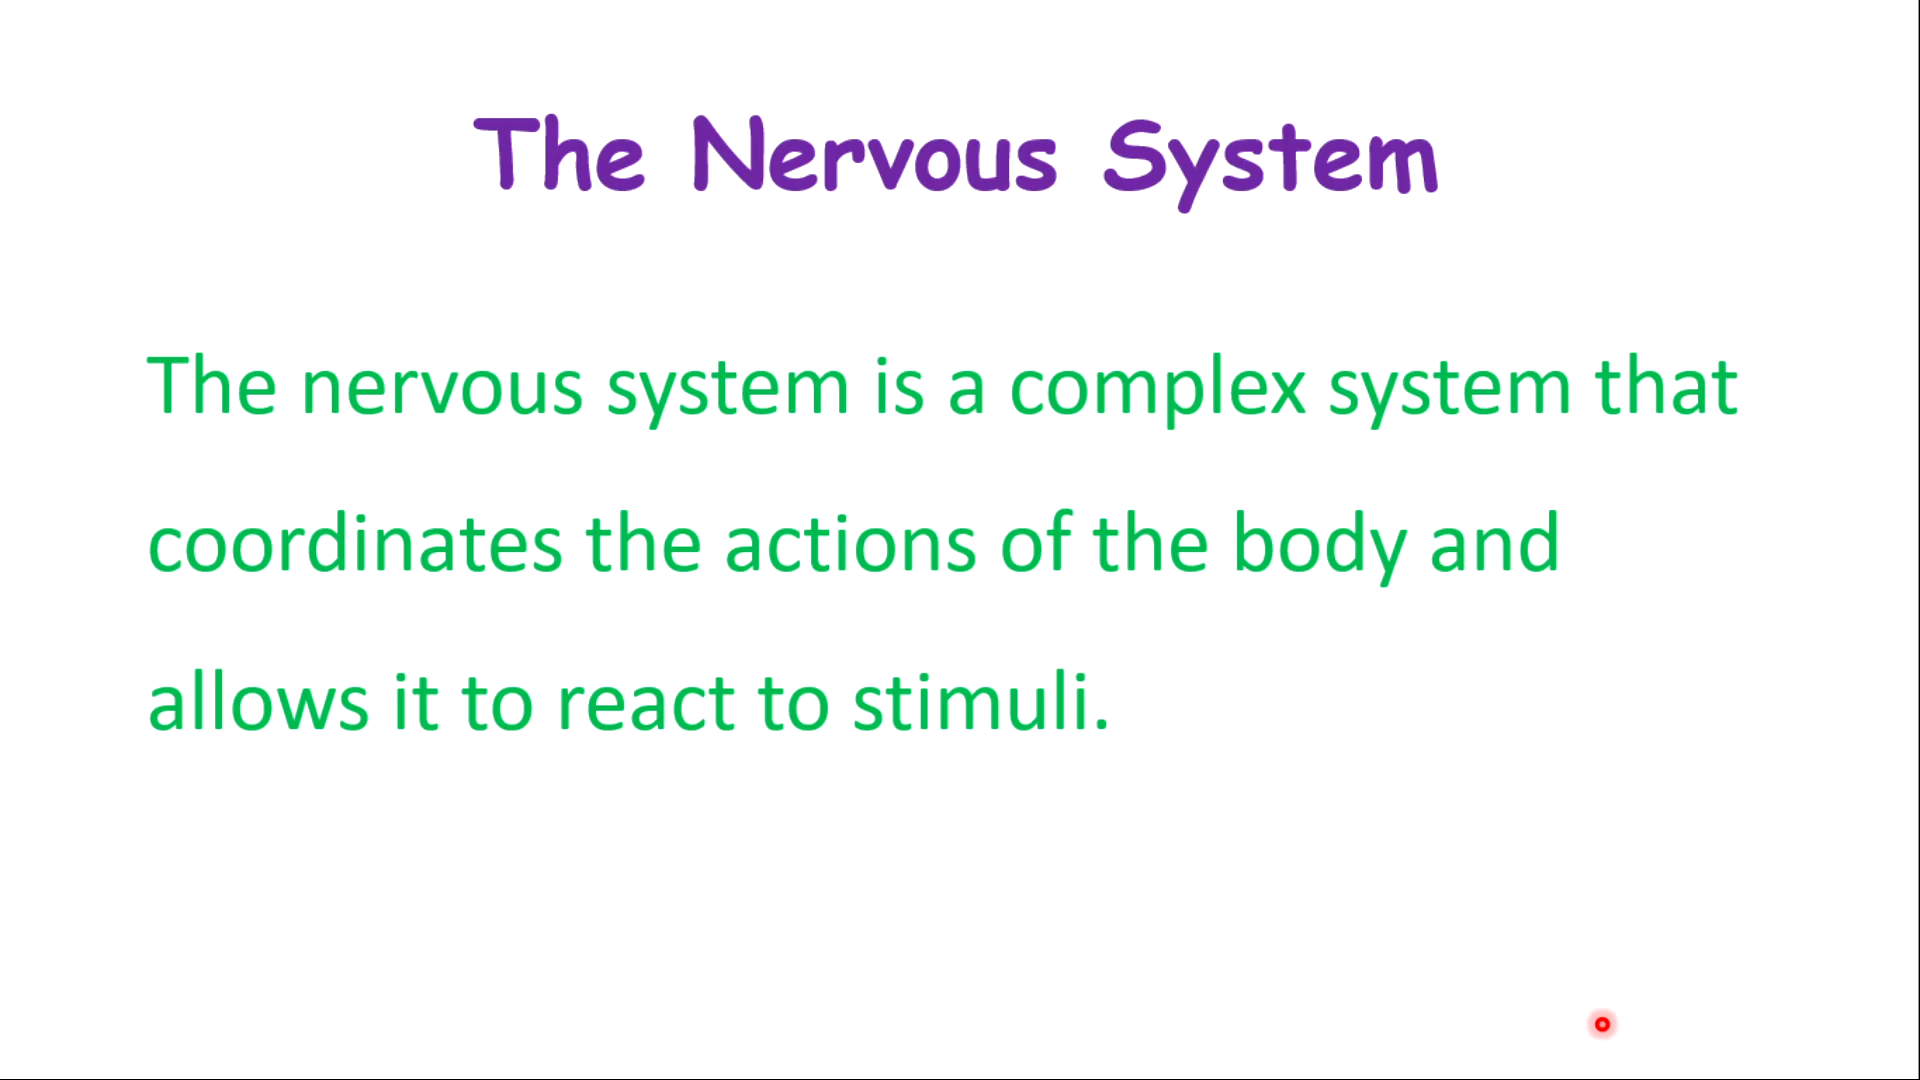 The Nervous System
The nervous system is a complex system that
coordinates the actions of the body and
allows it to react to stimuli.